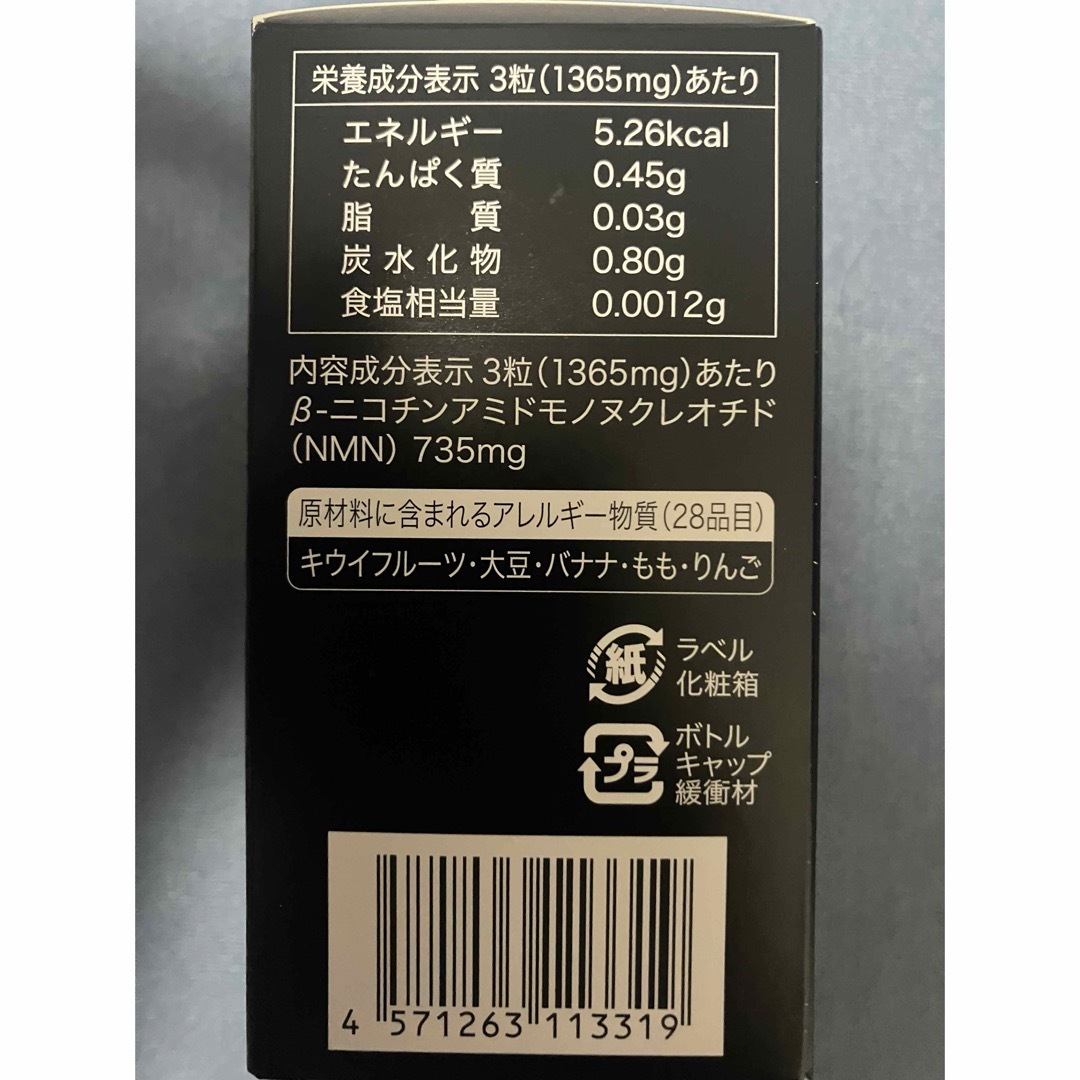 栄養成分表示 3粒(1365mg)あたり
エネルギー 5.26kcal
たんぱく質 0.45g
脂質 0.03g
炭水化物 0.80g
食塩相当量 0.0012g
内容成分表示 3粒(1365mg)あたり
β-ニコチンアミドモノヌクレオチド
(NMN) 735mg
原材料に含まれるアレルギー物質(28品目)
キウイフルーツ・大豆・バナナ・もも・りんご
紙 ラベル
化粧箱
プラ ボトル
キャップ
緩衝材
4 571263 113319